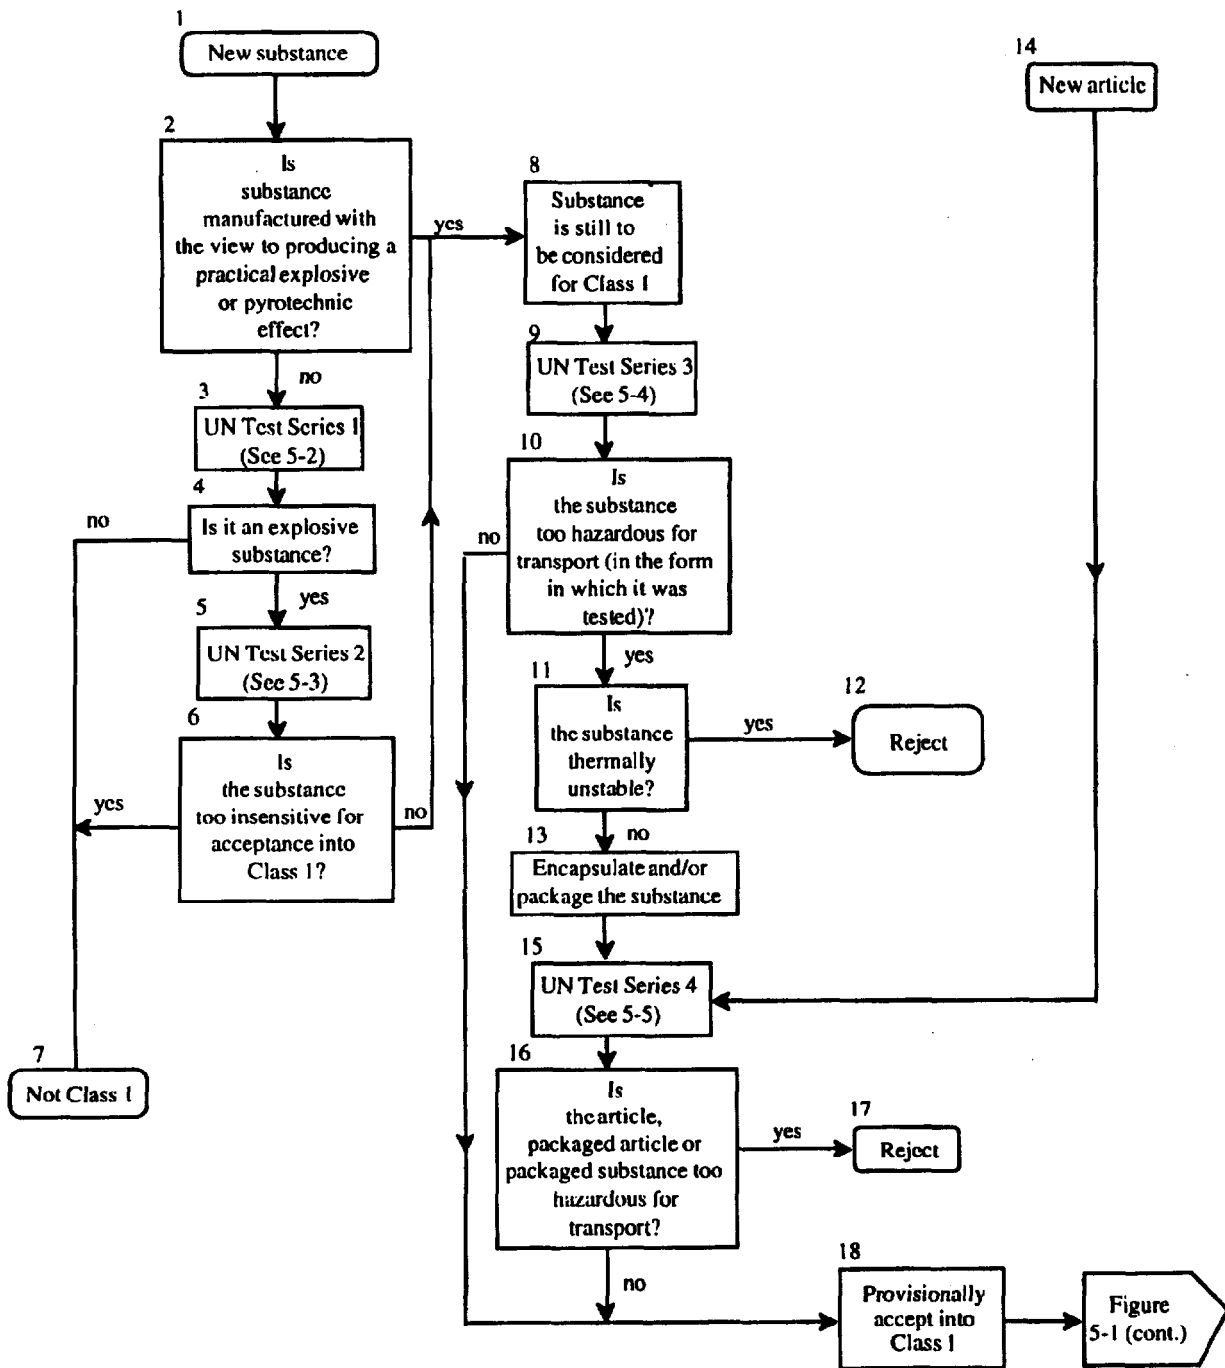 1
New substance
2
Is
substance
manufactured with
the view to producing a
practical explosive
or pyrotechnic
effect?
yes
no
3
UN Test Series 1
(See 5-2)
4
Is it an explosive
substance?
no
yes
5
UN Test Series 2
(See 5-3)
6
Is
the substance
too insensitive for
acceptance into
Class 1?
yes
no
7
Not Class 1
8
Substance
is still to
be considered
for Class 1
9
UN Test Series 3
(See 5-4)
10
Is
the substance
too hazardous for
transport (in the form
in which it was
tested)?
no
yes
11
Is
the substance
thermally
unstable?
yes
no
12
Reject
13
Encapsulate and/or
package the substance
14
New article
15
UN Test Series 4
(See 5-5)
16
Is
the article,
packaged article or
packaged substance too
hazardous for
transport?
yes
no
17
Reject
18
Provisionally
accept into
Class 1
Figure
5-1 (cont.)